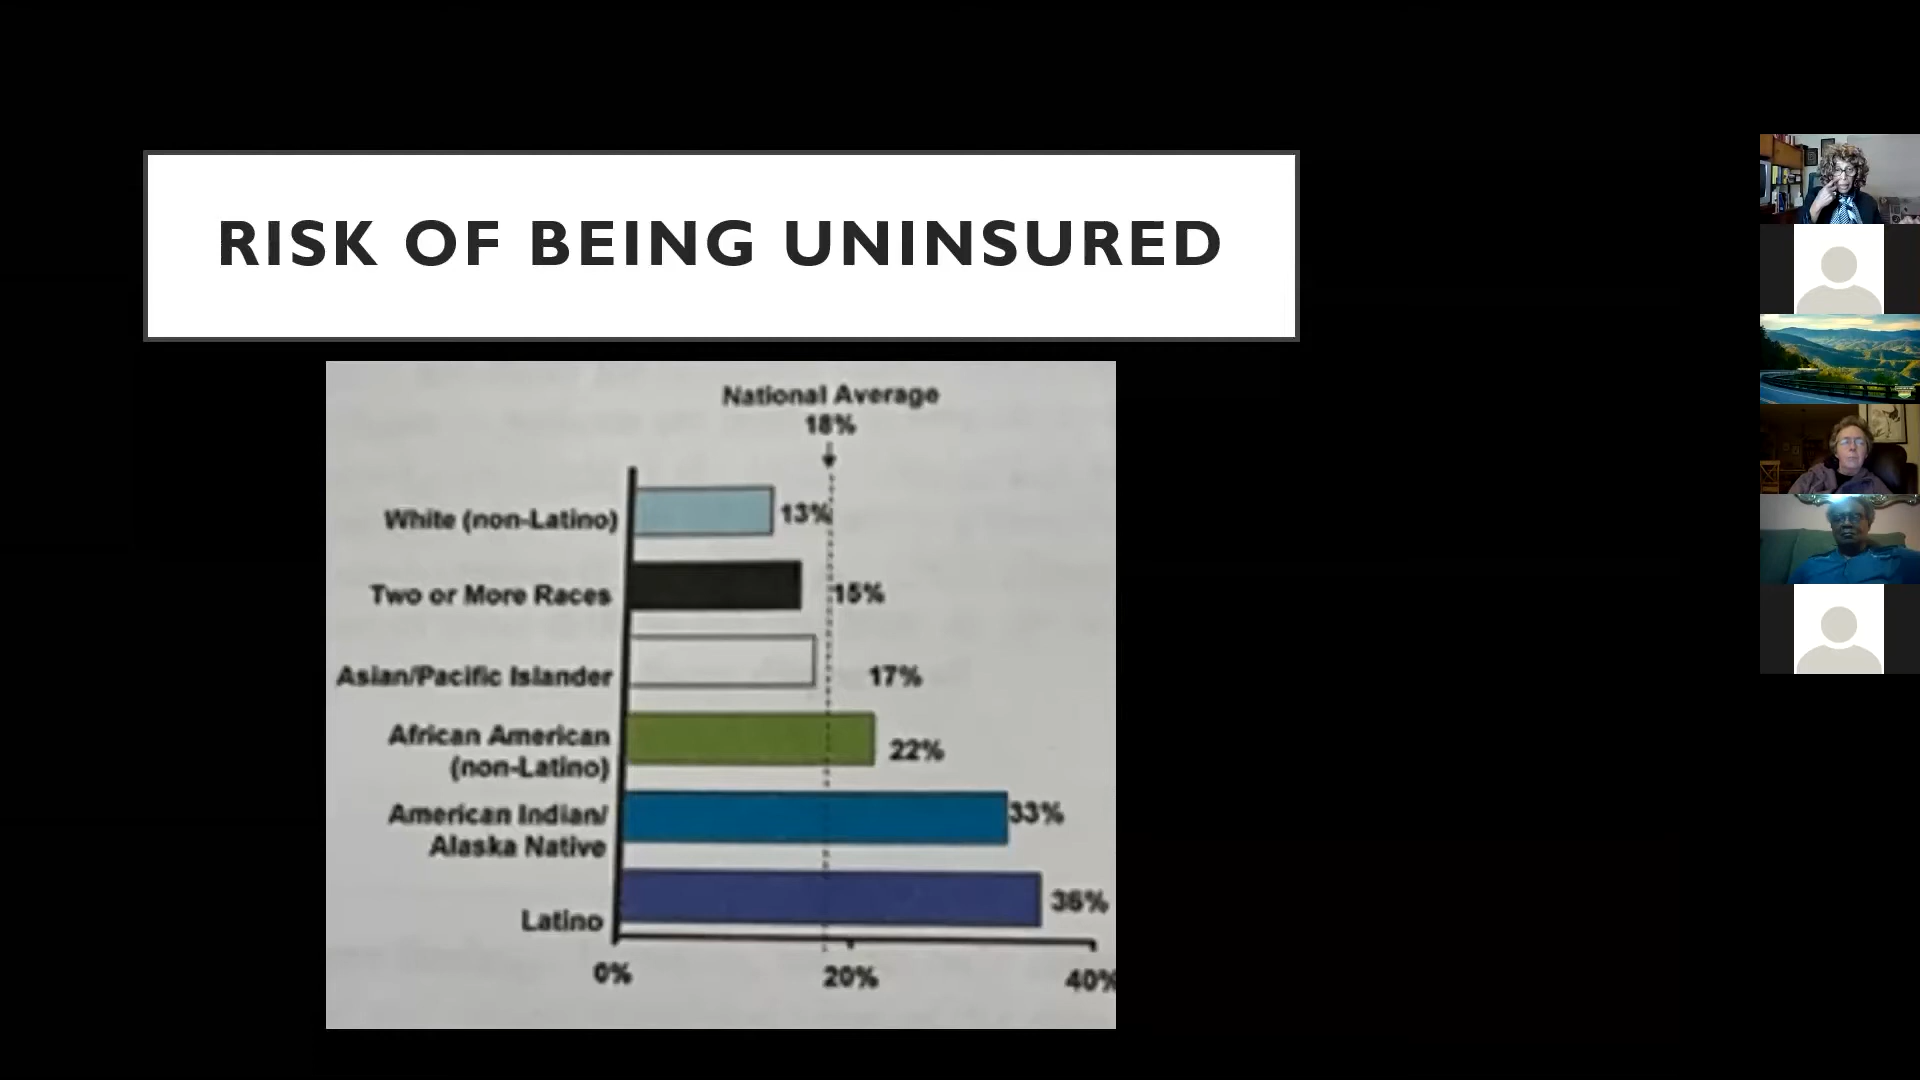 RISK OF BEING UNINSURED
National Average
18%
White (non-Latino)
13%
Two or More Races
15%
Asian/Pacific Islander
17%
African American
(non-Latino)
22%
American Indian/
Alaska Native
33%
Latino
36%
0%
20%
40%